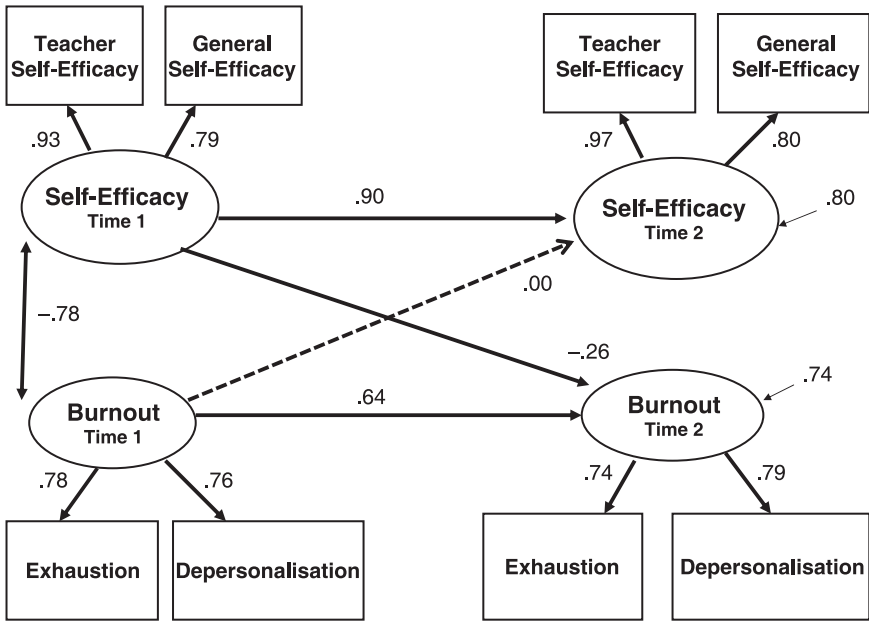 Teacher
Self-Efficacy
General
Self-Efficacy
Teacher
Self-Efficacy
General
Self-Efficacy
.93
.79
.97
.80
Self-Efficacy
Time 1
.90
Self-Efficacy
Time 2
.80
.00
–.78
–.26
.74
Burnout
Time 1
.64
Burnout
Time 2
.78
.76
.74
.79
Exhaustion
Depersonalisation
Exhaustion
Depersonalisation